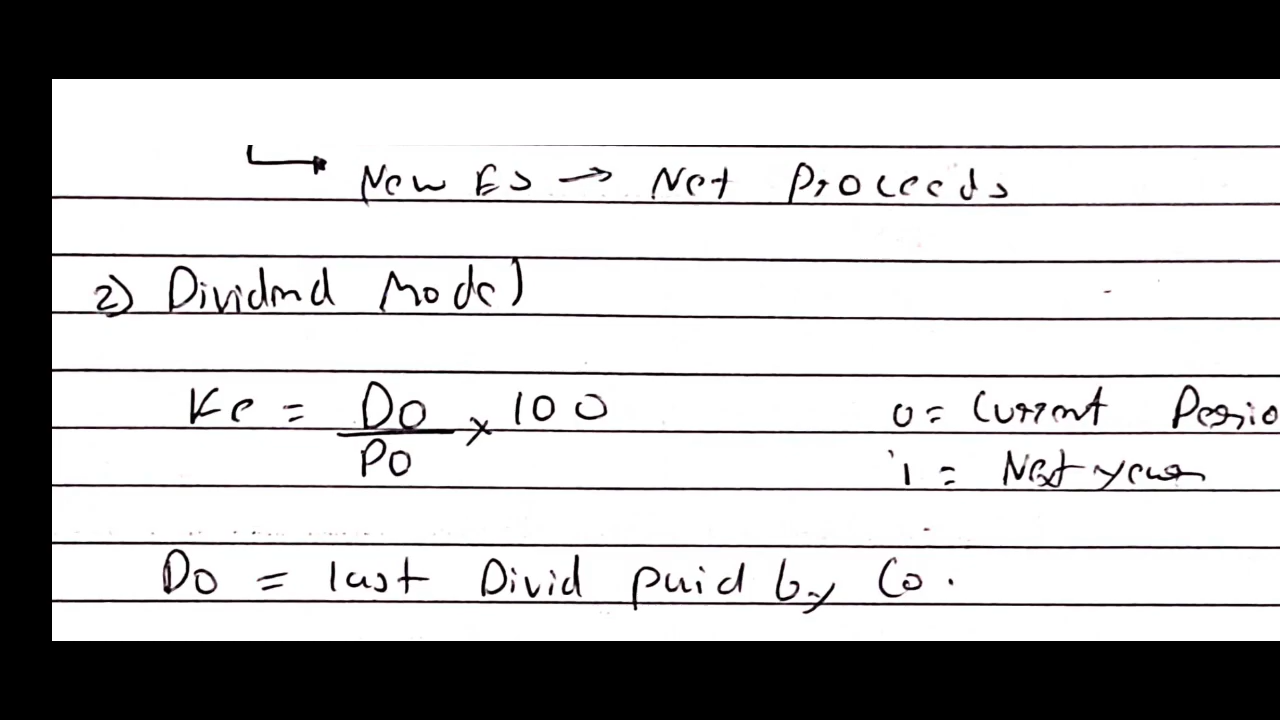 ↳ New ES → Net Proceeds
2) Dividend Model
Ke = D0/P0 × 100
0 = Current Perio
1 = Next year
D0 = last Divid paid by Co.